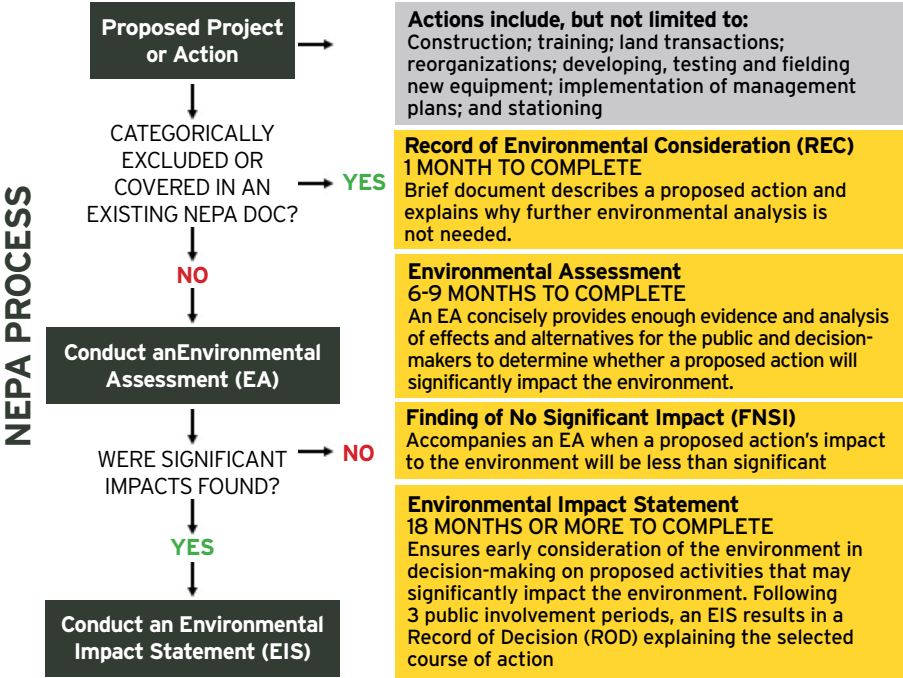 NEPA PROCESS
Proposed Project
or Action
Actions include, but not limited to:
Construction; training; land transactions;
reorganizations; developing, testing and fielding
new equipment; implementation of management
plans; and stationing
CATEGORICALLY
EXCLUDED OR
COVERED IN AN
EXISTING NEPA DOC?
YES
Record of Environmental Consideration (REC)
1 MONTH TO COMPLETE
Brief document describes a proposed action and
explains why further environmental analysis is
not needed.
NO
Conduct anEnvironmental
Assessment (EA)
Environmental Assessment
6-9 MONTHS TO COMPLETE
An EA concisely provides enough evidence and analysis
of effects and alternatives for the public and decision-
makers to determine whether a proposed action will
significantly impact the environment.
WERE SIGNIFICANT
IMPACTS FOUND?
NO
Finding of No Significant Impact (FNSI)
Accompanies an EA when a proposed action's impact
to the environment will be less than significant
YES
Conduct an Environmental
Impact Statement (EIS)
Environmental Impact Statement
18 MONTHS OR MORE TO COMPLETE
Ensures early consideration of the environment in
decision-making on proposed activities that may
significantly impact the environment. Following
3 public involvement periods, an EIS results in a
Record of Decision (ROD) explaining the selected
course of action